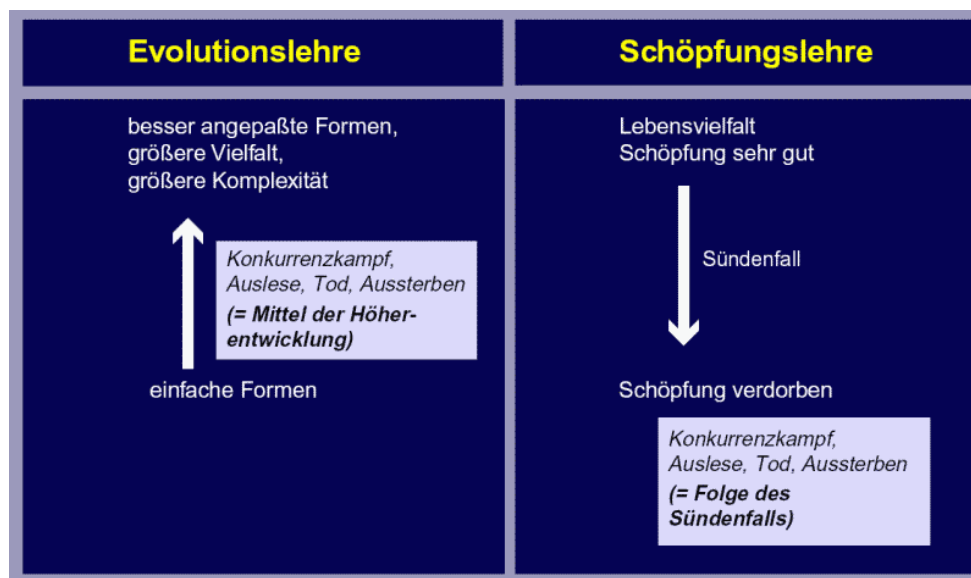 Evolutionslehre
besser angepaßte Formen,
größere Vielfalt,
größere Komplexität
Konkurrenzkampf,
Auslese, Tod, Aussterben
(= Mittel der Höher-
entwicklung)
einfache Formen
Schöpfungslehre
Lebensvielfalt
Schöpfung sehr gut
Sündenfall
Schöpfung verdorben
Konkurrenzkampf,
Auslese, Tod, Aussterben
(= Folge des
Sündenfalls)